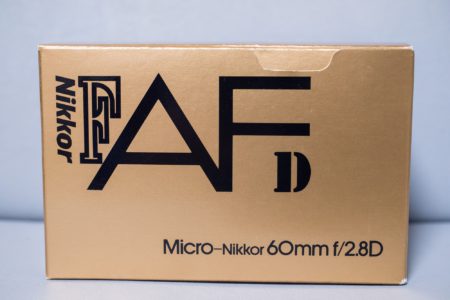 Nikkor
F AF D
Micro-Nikkor 60mm f/2.8D